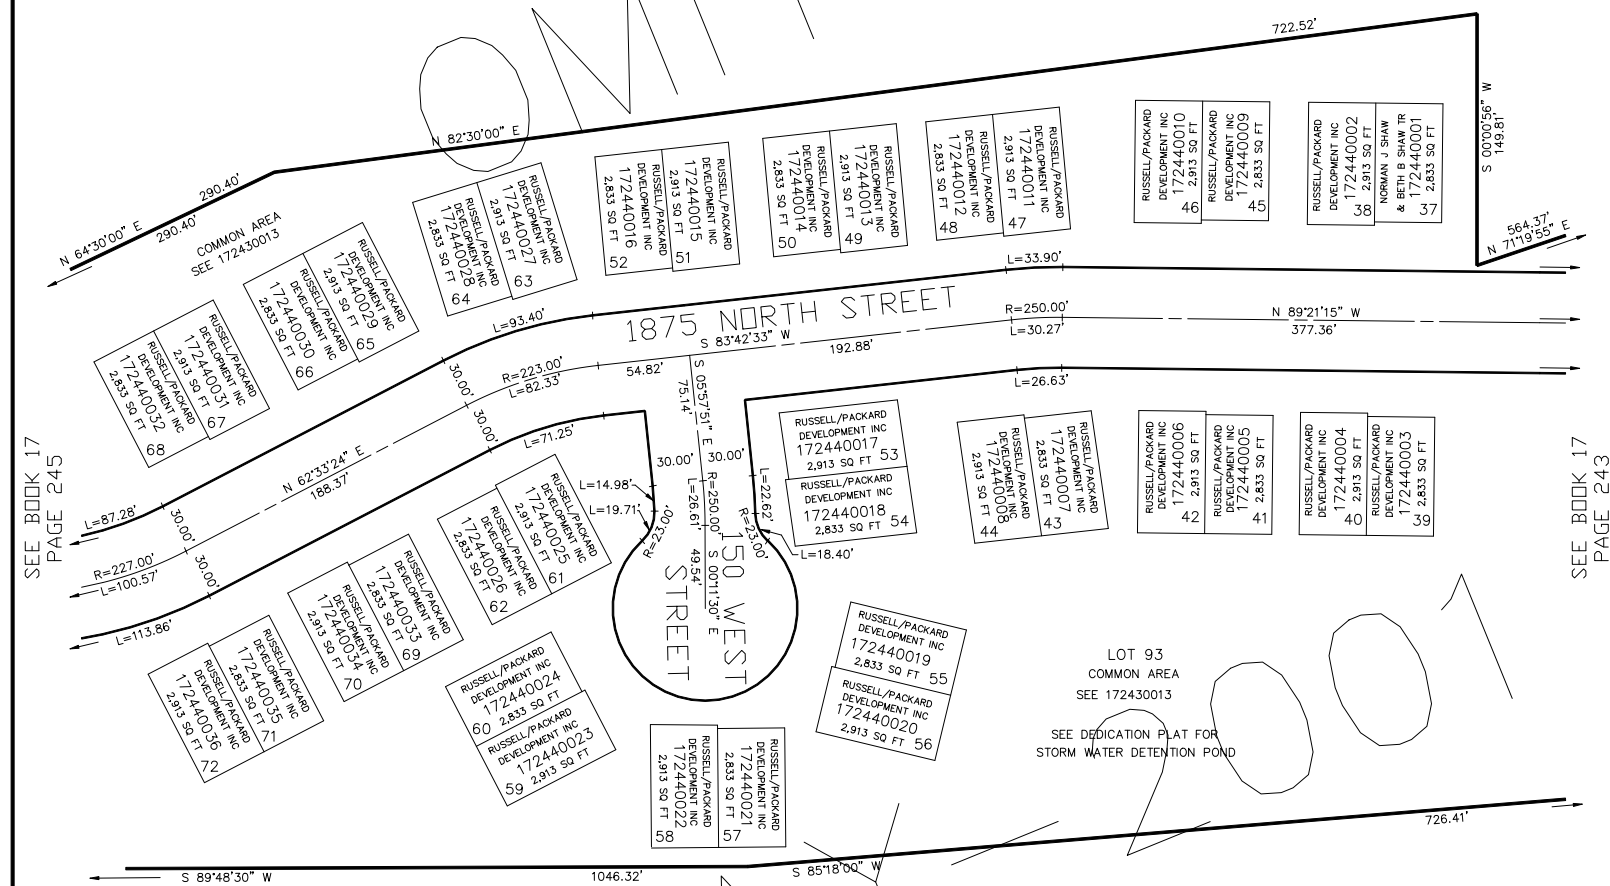 722.52'
N 82°30'00" E
290.40'
N 64°30'00" E
290.40'
COMMON AREA
SEE 172430013
S 00°00'56" W
149.81'
564.37'
N 71°19'55" E
RUSSELL/PACKARD
DEVELOPMENT INC
172440032
2,833 SQ FT
68
RUSSELL/PACKARD
DEVELOPMENT INC
172440031
2,913 SQ FT
67
RUSSELL/PACKARD
DEVELOPMENT INC
172440030
2,833 SQ FT
66
RUSSELL/PACKARD
DEVELOPMENT INC
172440029
2,913 SQ FT
65
RUSSELL/PACKARD
DEVELOPMENT INC
172440028
2,833 SQ FT
64
RUSSELL/PACKARD
DEVELOPMENT INC
172440027
2,913 SQ FT
63
RUSSELL/PACKARD
DEVELOPMENT INC
172440016
2,833 SQ FT
52
RUSSELL/PACKARD
DEVELOPMENT INC
172440015
2,913 SQ FT
51
RUSSELL/PACKARD
DEVELOPMENT INC
172440014
2,833 SQ FT
50
RUSSELL/PACKARD
DEVELOPMENT INC
172440013
2,913 SQ FT
49
RUSSELL/PACKARD
DEVELOPMENT INC
172440012
2,833 SQ FT
48
RUSSELL/PACKARD
DEVELOPMENT INC
172440011
2,913 SQ FT
47
RUSSELL/PACKARD
DEVELOPMENT INC
172440010
2,913 SQ FT
46
RUSSELL/PACKARD
DEVELOPMENT INC
172440009
2,833 SQ FT
45
RUSSELL/PACKARD
DEVELOPMENT INC
172440002
2,913 SQ FT
38
NORMAN J SHAW
& BETH B SHAW TR
172440001
2,833 SQ FT
37
L=93.40'
1875 NORTH STREET
S 83°42'33" W
192.88'
L=33.90'
R=250.00'
L=30.27'
L=26.63'
N 89°21'15" W
377.36'
R=223.00'
L=82.33'
54.82'
30.00'
30.00'
L=71.25'
N 62°33'24" E
188.37'
L=87.28'
R=227.00'
L=100.57'
L=113.86'
30.00'
30.00'
SEE BOOK 17
PAGE 245
SEE BOOK 17
PAGE 243
S 05°57'51" E
75.14'
30.00'
30.00'
R=250.00'
L=26.61'
L=14.98'
L=19.71'
R=23.00'
L=22.62'
R=23.00'
L=18.40'
S 00°11'30" E
49.54'
150 WEST
STREET
RUSSELL/PACKARD
DEVELOPMENT INC
172440017
2,913 SQ FT
53
RUSSELL/PACKARD
DEVELOPMENT INC
172440018
2,833 SQ FT
54
RUSSELL/PACKARD
DEVELOPMENT INC
172440008
2,913 SQ FT
44
RUSSELL/PACKARD
DEVELOPMENT INC
172440007
2,833 SQ FT
43
RUSSELL/PACKARD
DEVELOPMENT INC
172440006
2,913 SQ FT
42
RUSSELL/PACKARD
DEVELOPMENT INC
172440005
2,833 SQ FT
41
RUSSELL/PACKARD
DEVELOPMENT INC
172440004
2,913 SQ FT
40
RUSSELL/PACKARD
DEVELOPMENT INC
172440003
2,833 SQ FT
39
RUSSELL/PACKARD
DEVELOPMENT INC
172440026
2,833 SQ FT
62
RUSSELL/PACKARD
DEVELOPMENT INC
172440025
2,913 SQ FT
61
RUSSELL/PACKARD
DEVELOPMENT INC
172440034
2,913 SQ FT
70
RUSSELL/PACKARD
DEVELOPMENT INC
172440033
2,833 SQ FT
69
RUSSELL/PACKARD
DEVELOPMENT INC
172440036
2,913 SQ FT
72
RUSSELL/PACKARD
DEVELOPMENT INC
172440035
2,833 SQ FT
71
RUSSELL/PACKARD
DEVELOPMENT INC
172440024
2,833 SQ FT
60
RUSSELL/PACKARD
DEVELOPMENT INC
172440023
2,913 SQ FT
59
RUSSELL/PACKARD
DEVELOPMENT INC
172440022
2,913 SQ FT
58
RUSSELL/PACKARD
DEVELOPMENT INC
172440021
2,833 SQ FT
57
RUSSELL/PACKARD
DEVELOPMENT INC
172440019
2,833 SQ FT
55
RUSSELL/PACKARD
DEVELOPMENT INC
172440020
2,913 SQ FT
56
LOT 93
COMMON AREA
SEE 172430013
SEE DEDICATION PLAT FOR
STORM WATER DETENTION POND
S 89°48'30" W
1046.32'
S 85°18'00" W
726.41'